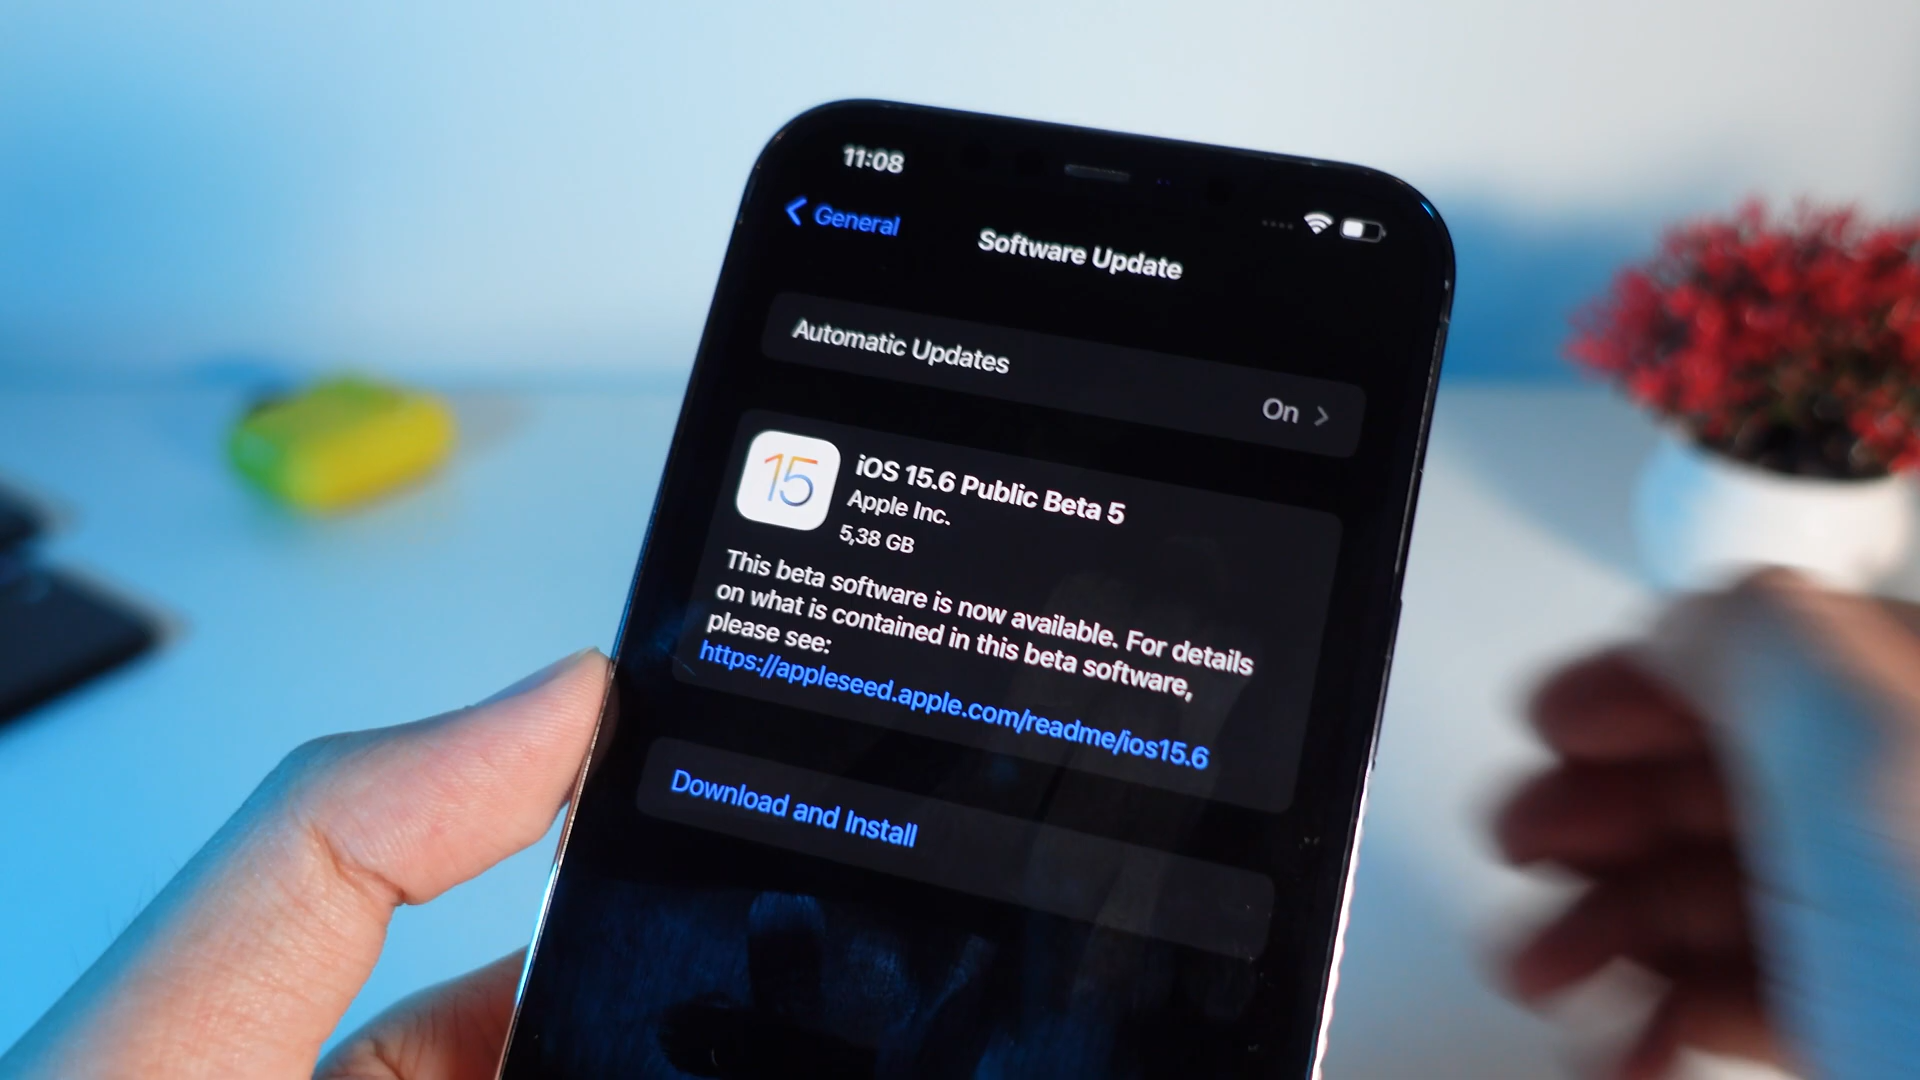 11:08
General
Software Update
Automatic Updates
On
15
iOS 15.6 Public Beta 5
Apple Inc.
5,38 GB
This beta software is now available. For details
on what is contained in this beta software,
please see:
https://appleseed.apple.com/readme/ios15.6
Download and Install